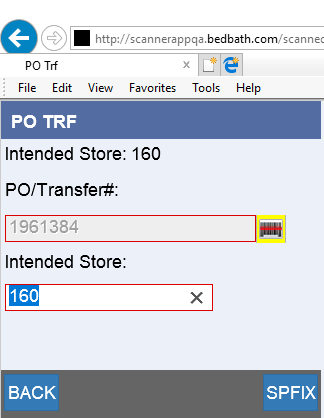 http://scannerappqa.bedbath.com/scanne
PO Trf
File Edit View Favorites Tools Help
PO TRF
Intended Store: 160
PO/Transfer#:
1961384
Intended Store:
160
BACK SPFIX